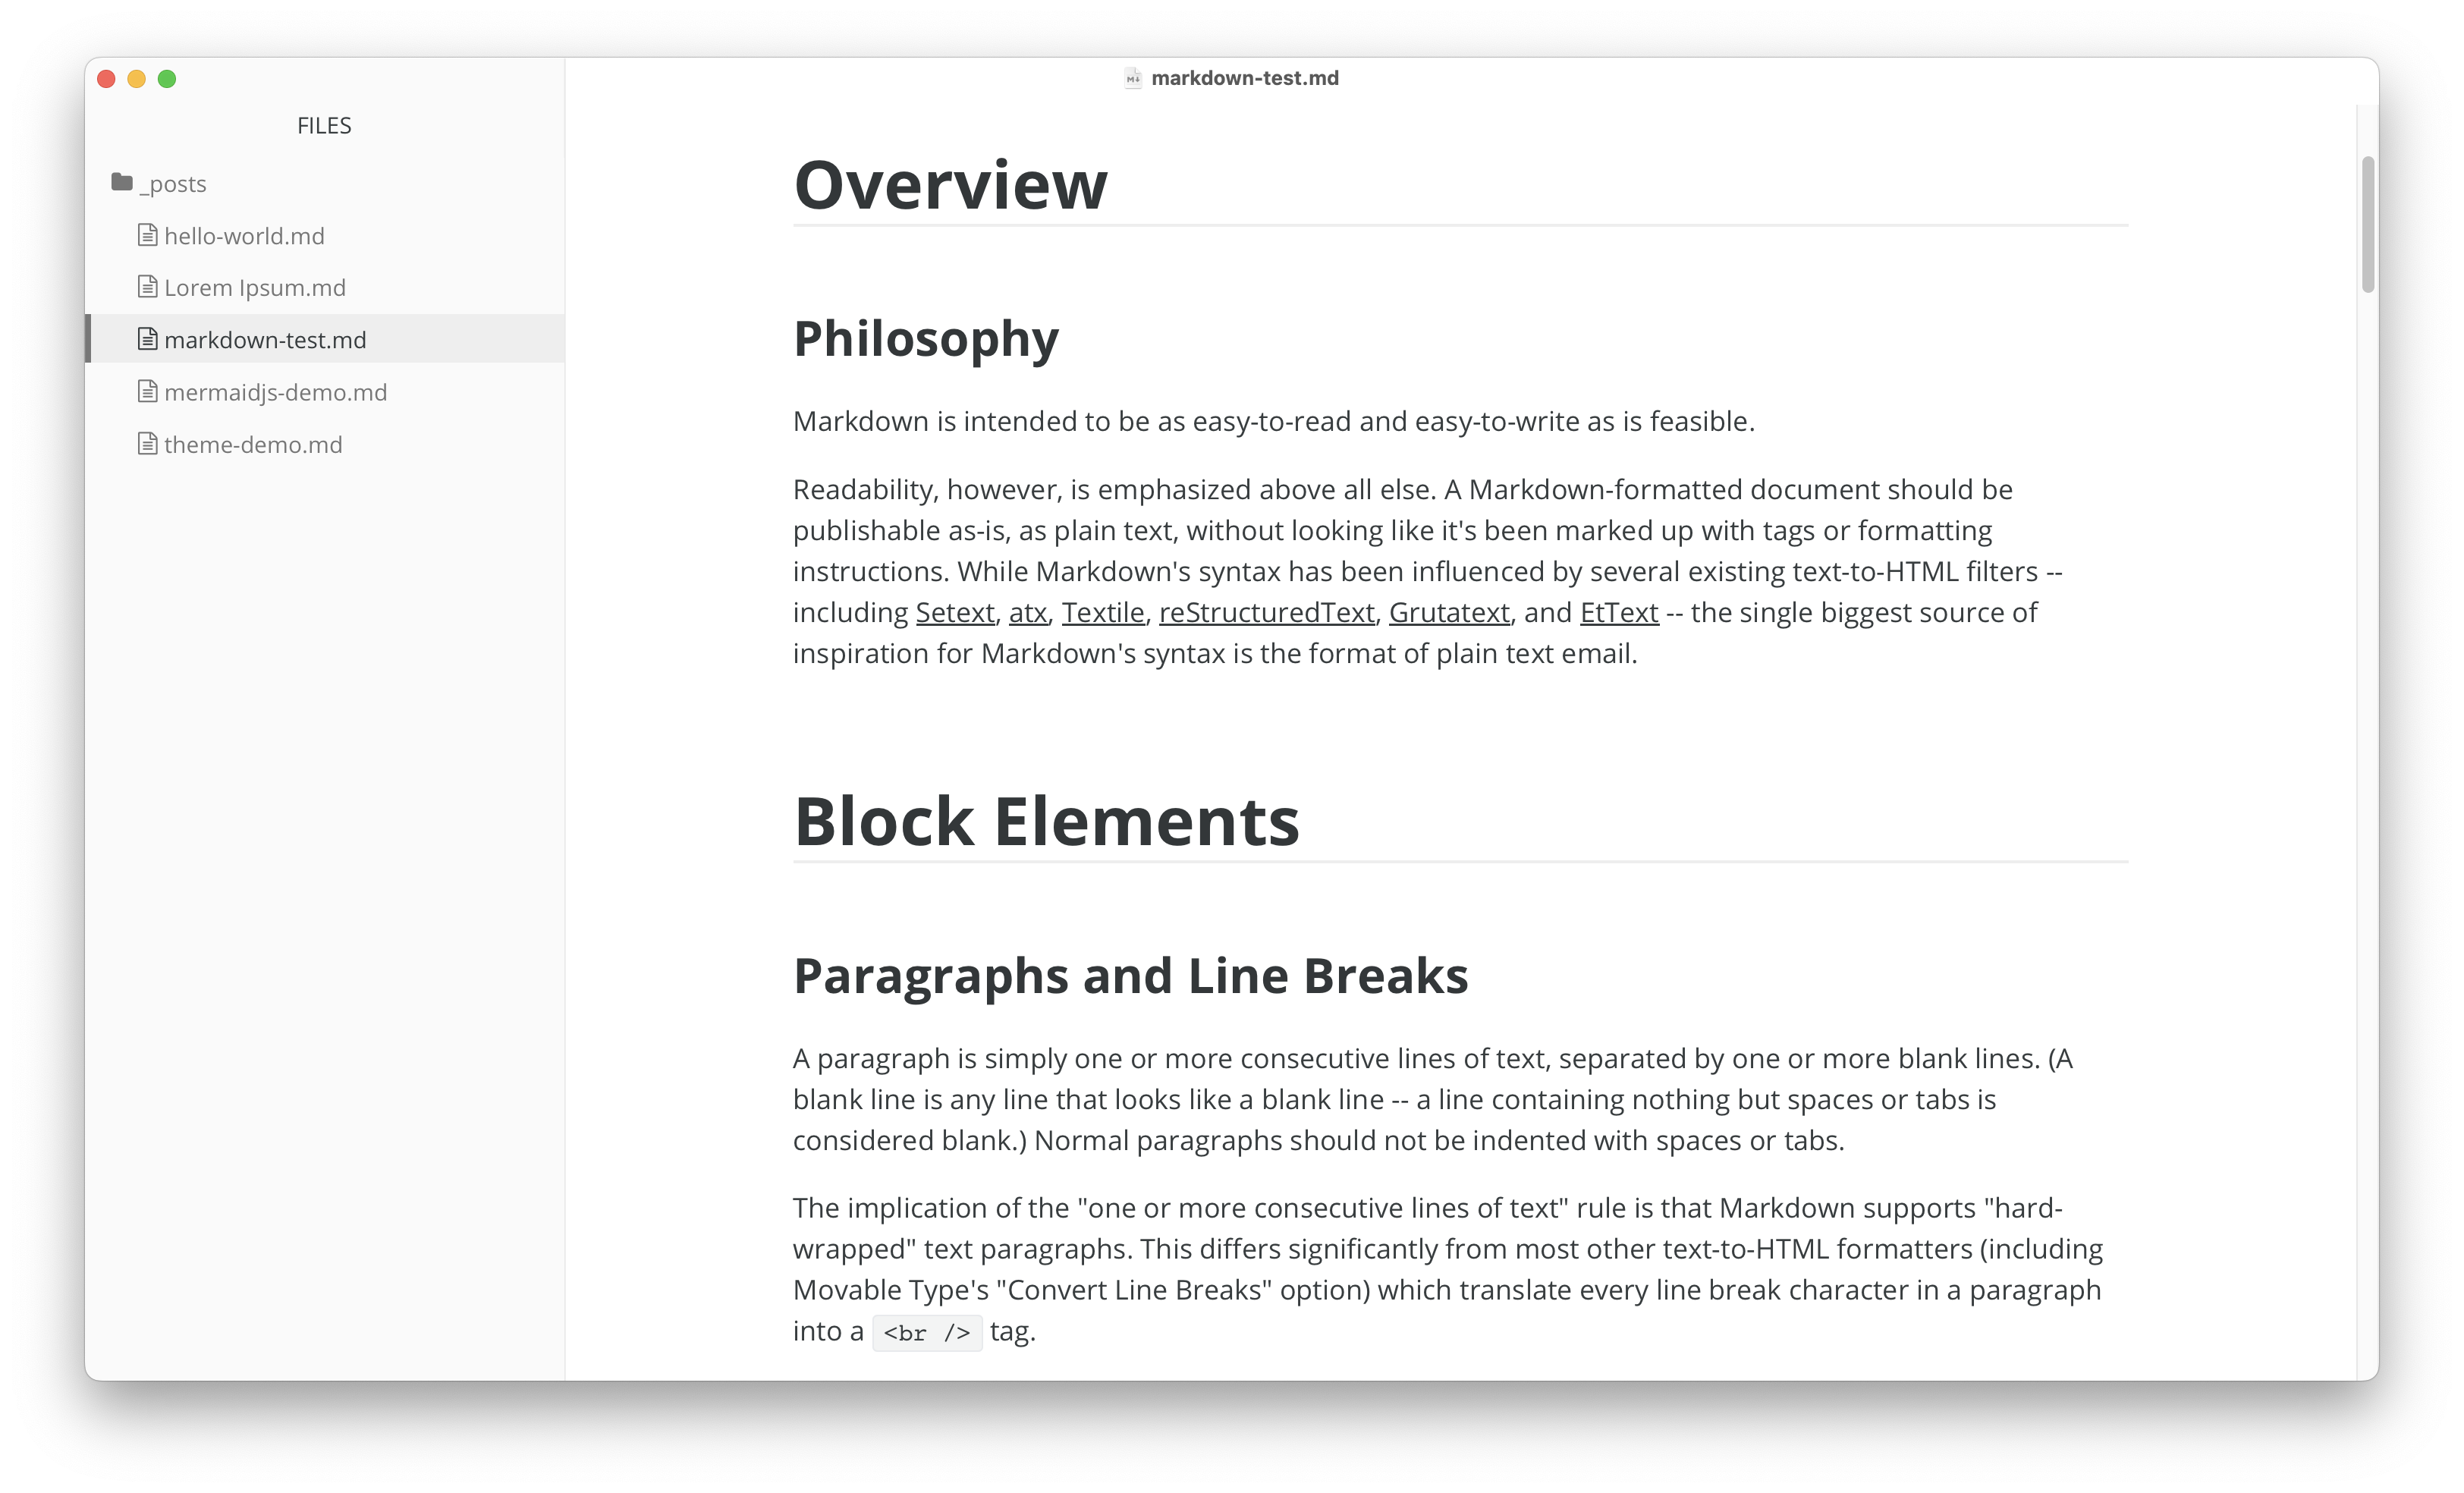 markdown-test.md
FILES
_posts
hello-world.md
Lorem Ipsum.md
markdown-test.md
mermaidjs-demo.md
theme-demo.md
Overview
Philosophy
Markdown is intended to be as easy-to-read and easy-to-write as is feasible.
Readability, however, is emphasized above all else. A Markdown-formatted document should be
publishable as-is, as plain text, without looking like it's been marked up with tags or formatting
instructions. While Markdown's syntax has been influenced by several existing text-to-HTML filters --
including Setext, atx, Textile, reStructuredText, Grutatext, and EtText -- the single biggest source of
inspiration for Markdown's syntax is the format of plain text email.
Block Elements
Paragraphs and Line Breaks
A paragraph is simply one or more consecutive lines of text, separated by one or more blank lines. (A
blank line is any line that looks like a blank line -- a line containing nothing but spaces or tabs is
considered blank.) Normal paragraphs should not be indented with spaces or tabs.
The implication of the "one or more consecutive lines of text" rule is that Markdown supports "hard-
wrapped" text paragraphs. This differs significantly from most other text-to-HTML formatters (including
Movable Type's "Convert Line Breaks" option) which translate every line break character in a paragraph
into a <br /> tag.